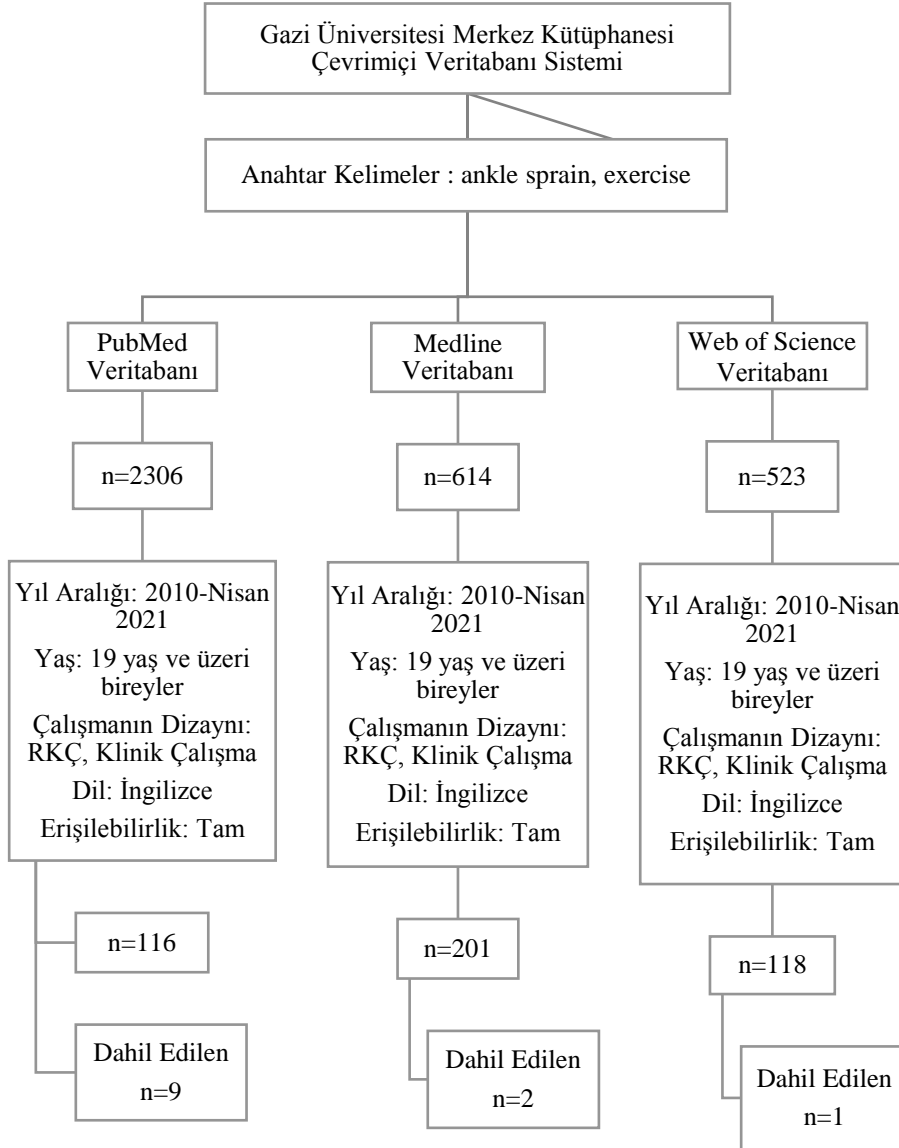 Gazi Üniversitesi Merkez Kütüphanesi
Çevrimiçi Veritabanı Sistemi
Anahtar Kelimeler : ankle sprain, exercise
PubMed
Veritabanı
n=2306
Yıl Aralığı: 2010-Nisan
2021
Yaş: 19 yaş ve üzeri
bireyler
Çalışmanın Dizaynı:
RKÇ, Klinik Çalışma
Dil: İngilizce
Erişilebilirlik: Tam
n=116
Dahil Edilen
n=9
Medline
Veritabanı
n=614
Yıl Aralığı: 2010-Nisan
2021
Yaş: 19 yaş ve üzeri
bireyler
Çalışmanın Dizaynı:
RKÇ, Klinik Çalışma
Dil: İngilizce
Erişilebilirlik: Tam
n=201
Dahil Edilen
n=2
Web of Science
Veritabanı
n=523
Yıl Aralığı: 2010-Nisan
2021
Yaş: 19 yaş ve üzeri
bireyler
Çalışmanın Dizaynı:
RKÇ, Klinik Çalışma
Dil: İngilizce
Erişilebilirlik: Tam
n=118
Dahil Edilen
n=1